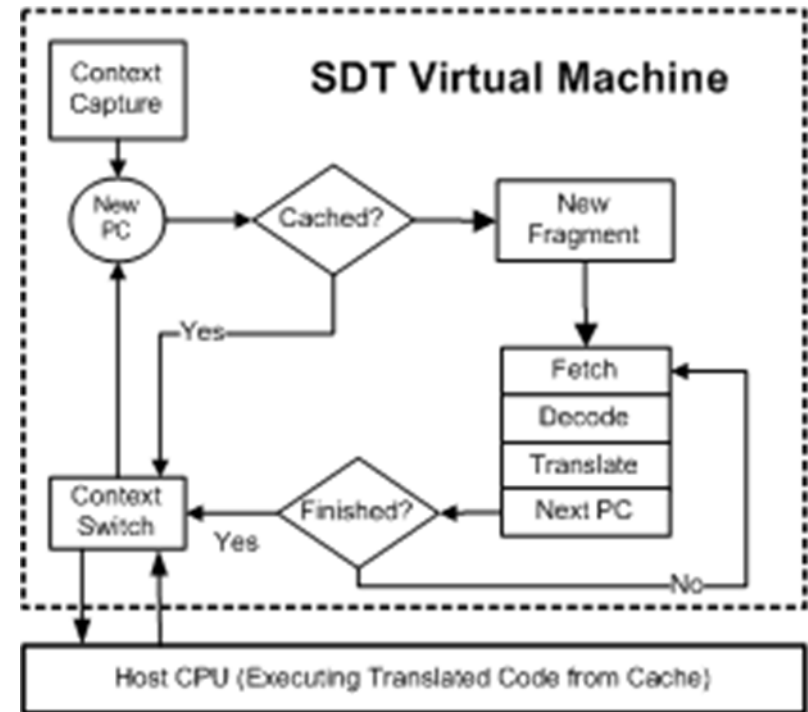 SDT Virtual Machine
Context
Capture
New
PC
Cached?
New
Fragment
Yes
Fetch
Decode
Translate
Next PC
Finished?
Yes
Context
Switch
No
Host CPU (Executing Translated Code from Cache)